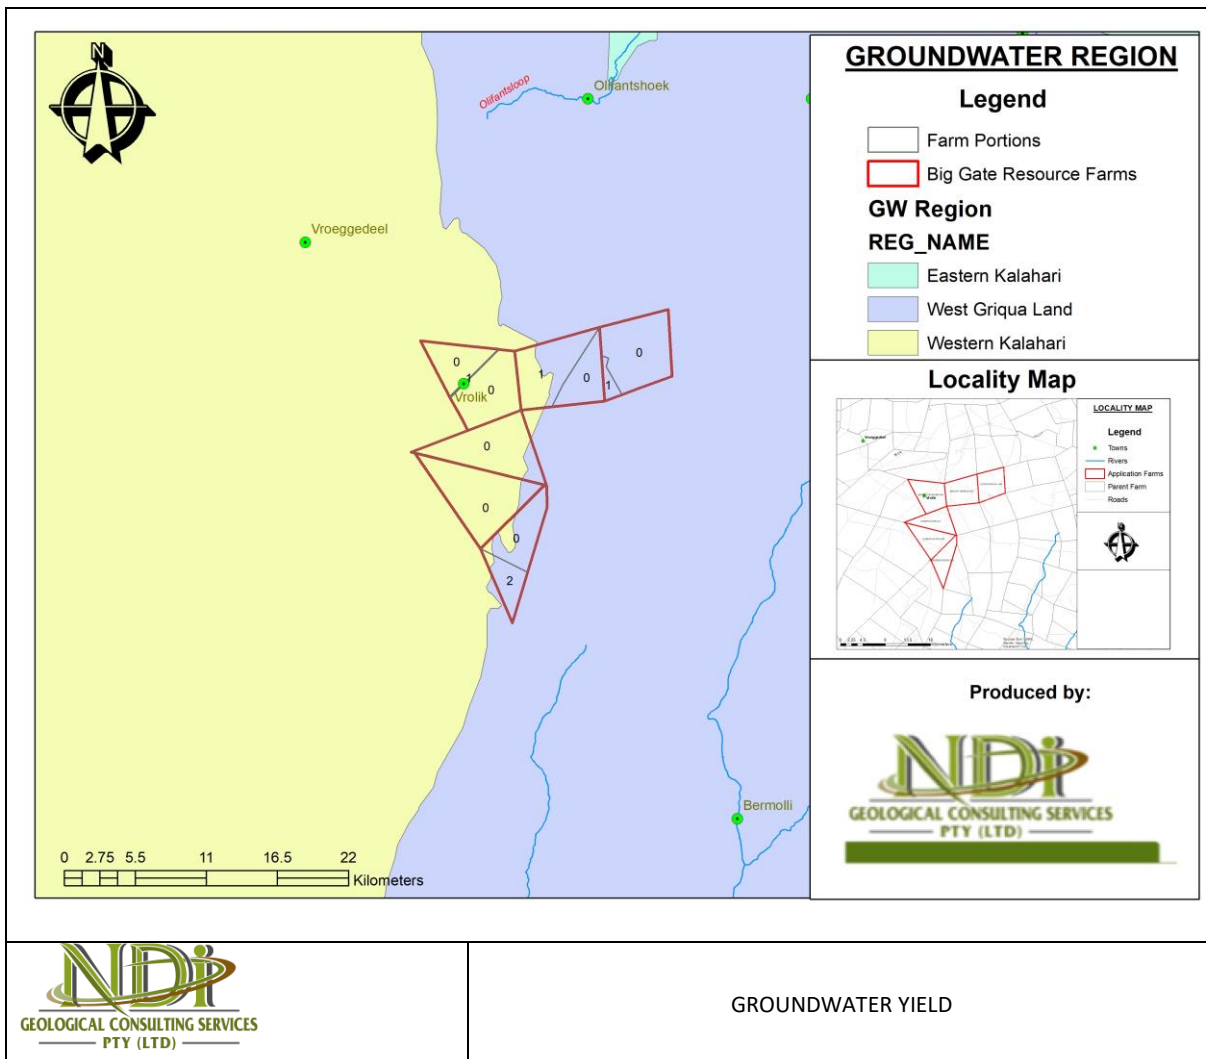 N
Olifantsloop
Olifantshoek
Vroeggedeel
0
1
0
Vrolik
1
0
1
0
0
0
0
2
Bermolli
0 2.75 5.5 11 16.5 22
Kilometers
GROUNDWATER REGION
Legend
Farm Portions
Big Gate Resource Farms
GW Region
REG_NAME
Eastern Kalahari
West Griqua Land
Western Kalahari
Locality Map
LOCALITY MAP
Legend
Towns
Rivers
Application Farms
Parent Farm
Roads
Produced by:
NDi
GEOLOGICAL CONSULTING SERVICES
PTY (LTD)
NDi
GEOLOGICAL CONSULTING SERVICES
PTY (LTD)
GROUNDWATER YIELD